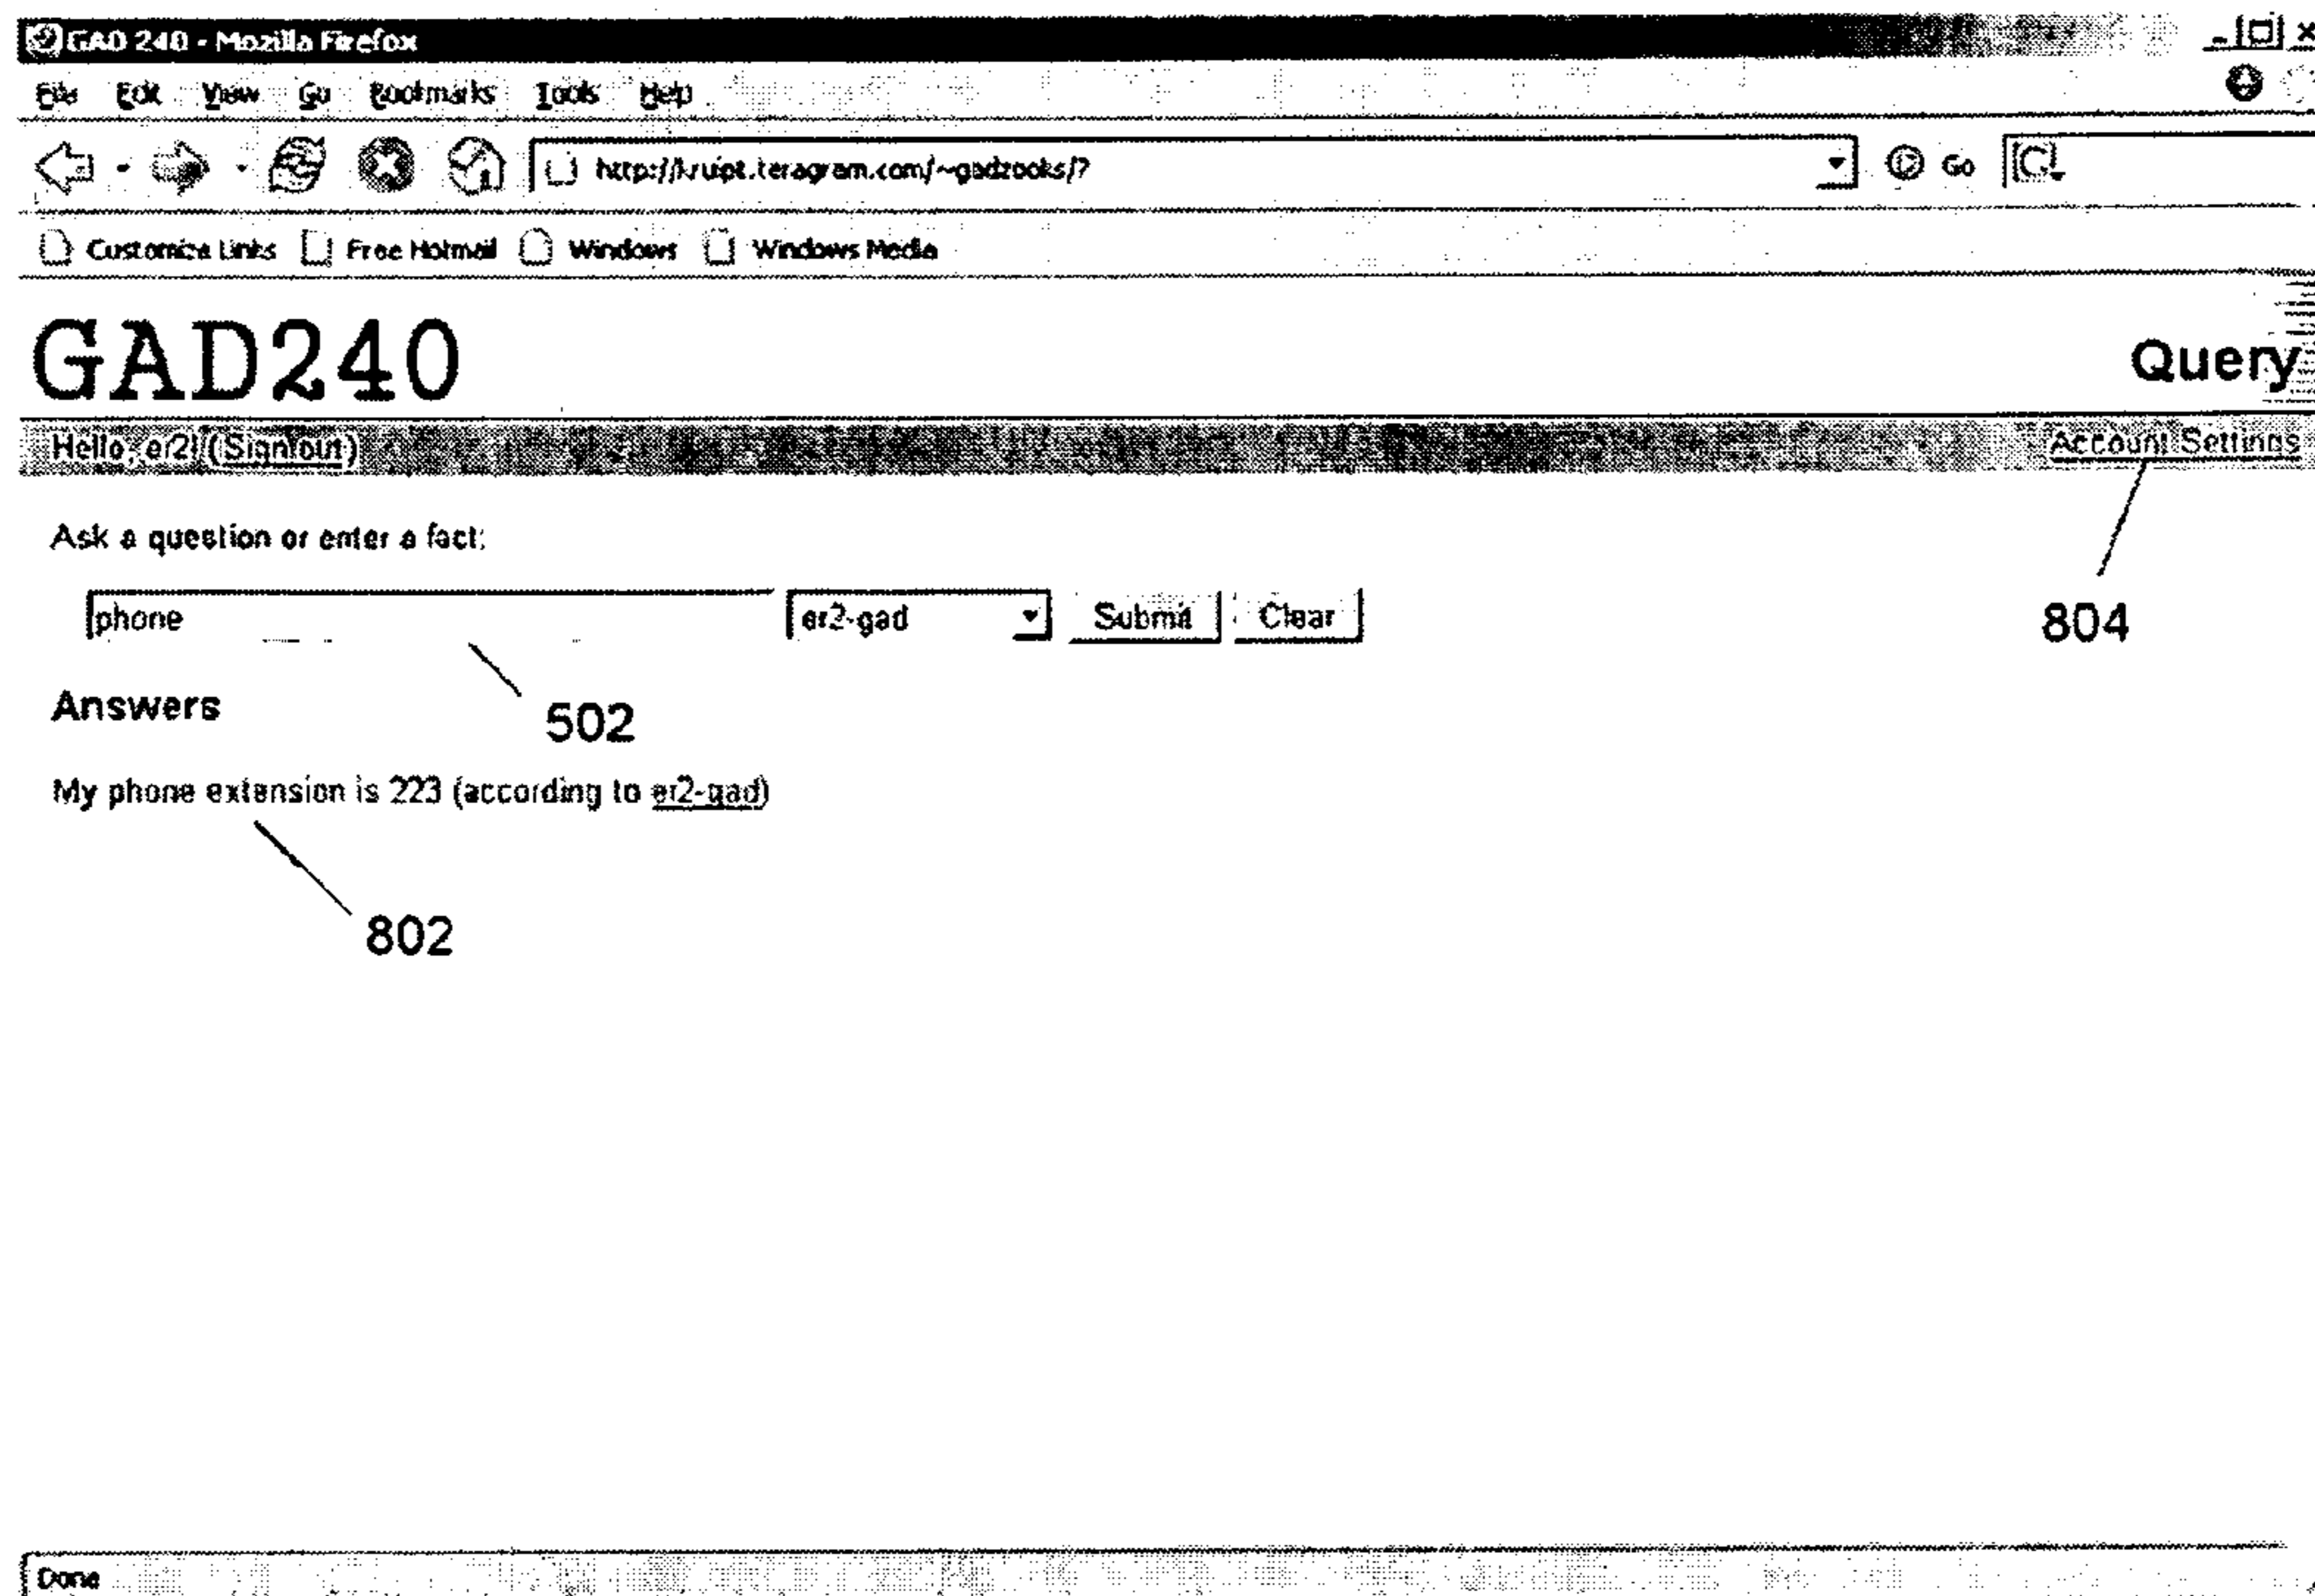 GAD 240 - Mozilla Firefox
File Edit View Go Bookmarks Tools Help
http://kruipt.teragram.com/~gadzooks/? Go
Customize Links Free Hotmail Windows Windows Media
GAD240 Query
Hello, er2! (Sign out) Account Settings
Ask a question or enter a fact:
phone er2-gad Submit Clear 804
Answers 502
My phone extension is 223 (according to er2-gad)
802
Done